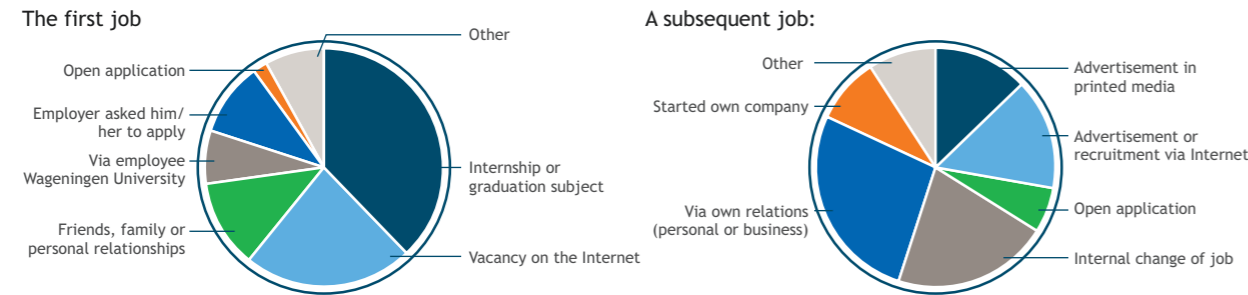 The first job
Other
Open application
Employer asked him/
her to apply
Via employee
Wageningen University
Friends, family or
personal relationships
Internship or
graduation subject
Vacancy on the Internet
A subsequent job:
Other
Started own company
Via own relations
(personal or business)
Advertisement in
printed media
Advertisement or
recruitment via Internet
Open application
Internal change of job